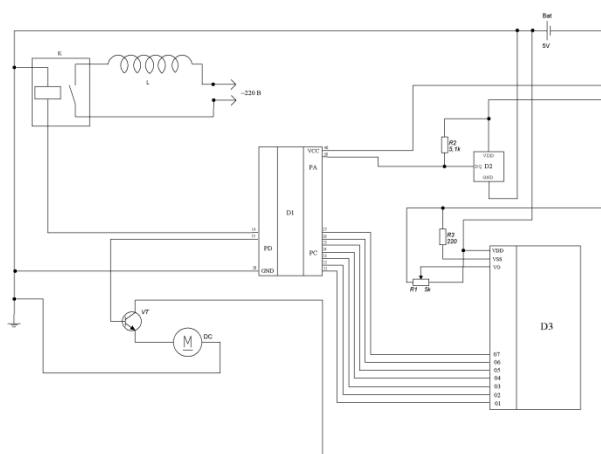 Bat
5V
K
L
~220 В
R2
5,1k
VDD
DQ
D2
GND
VCC
PA
D1
PD
PC
GND
R3
220
VDD
VSS
VO
R1 5k
D3
VT
DC
M
07
06
05
04
03
02
01